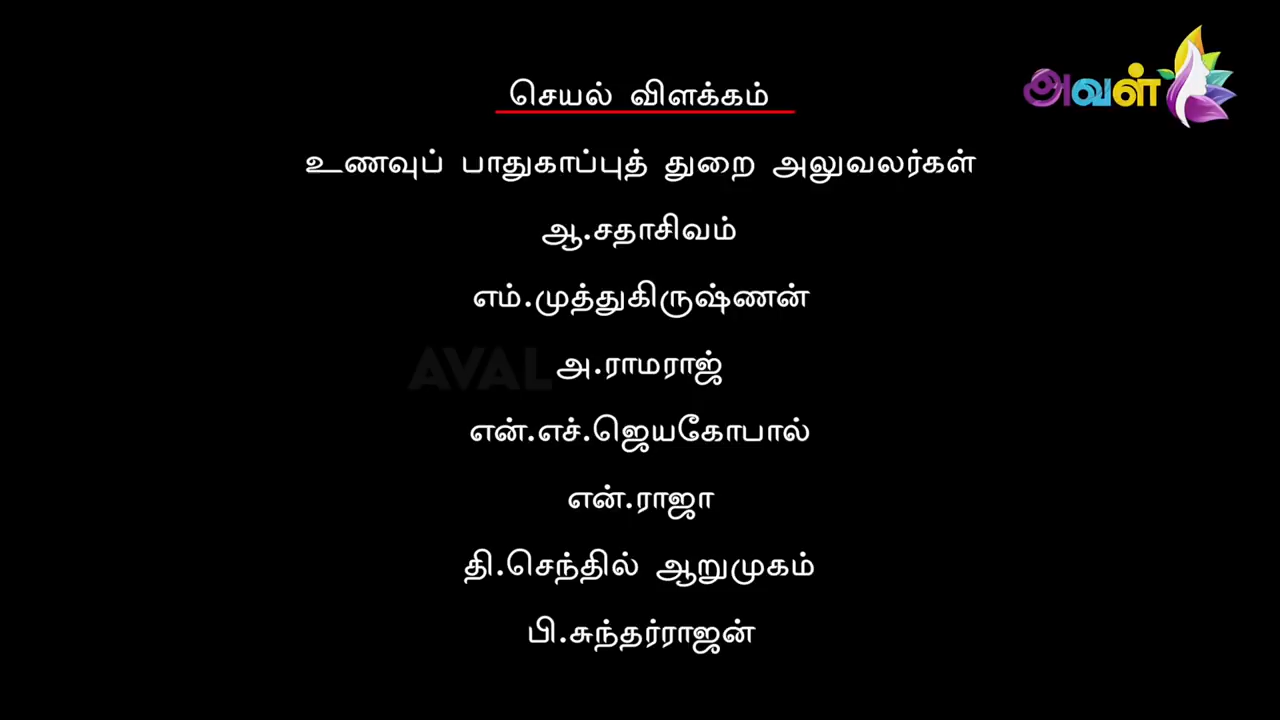 அவள்
செயல் விளக்கம்
உணவுப் பாதுகாப்புத் துறை அலுவலர்கள்
ஆ.சதாசிவம்
எம்.முத்துகிருஷ்ணன்
AVAL
அ.ராமராஜ்
என்.எச்.ஜெயகோபால்
என்.ராஜா
தி.செந்தில் ஆறுமுகம்
பி.சுந்தர்ராஜன்